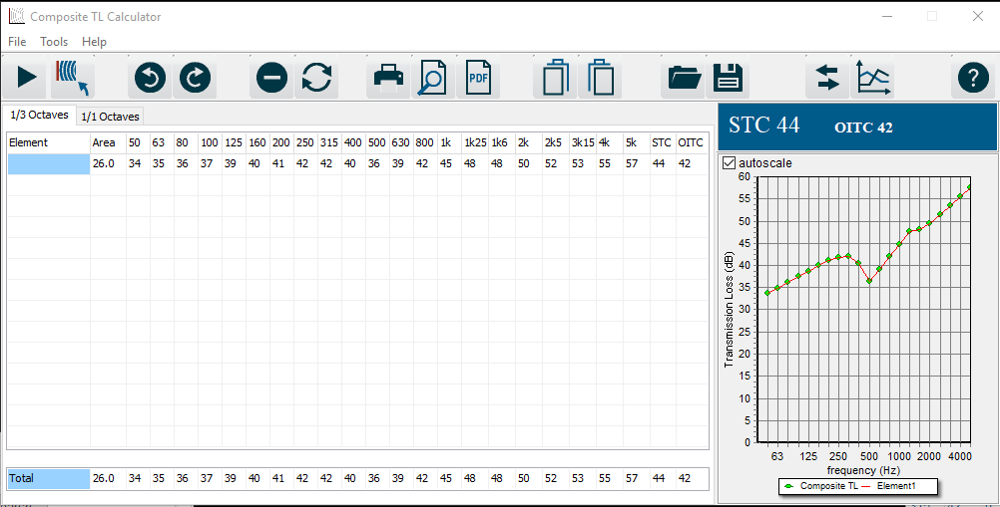 Composite TL Calculator
File Tools Help
PDF
?
1/3 Octaves 1/1 Octaves
Element Area 50 63 80 100 125 160 200 250 315 400 500 630 800 1k 1k25 1k6 2k 2k5 3k15 4k 5k STC OITC
26.0 34 35 36 37 39 40 41 42 42 40 36 39 42 45 48 48 50 52 53 55 57 44 42
Total 26.0 34 35 36 37 39 40 41 42 42 40 36 39 42 45 48 48 50 52 53 55 57 44 42
STC 44 OITC 42
autoscale
Transmission Loss (dB)
60
55
50
45
40
35
30
25
20
15
10
5
0
63 125 250 500 1000 2000 4000
frequency (Hz)
Composite TL Element1